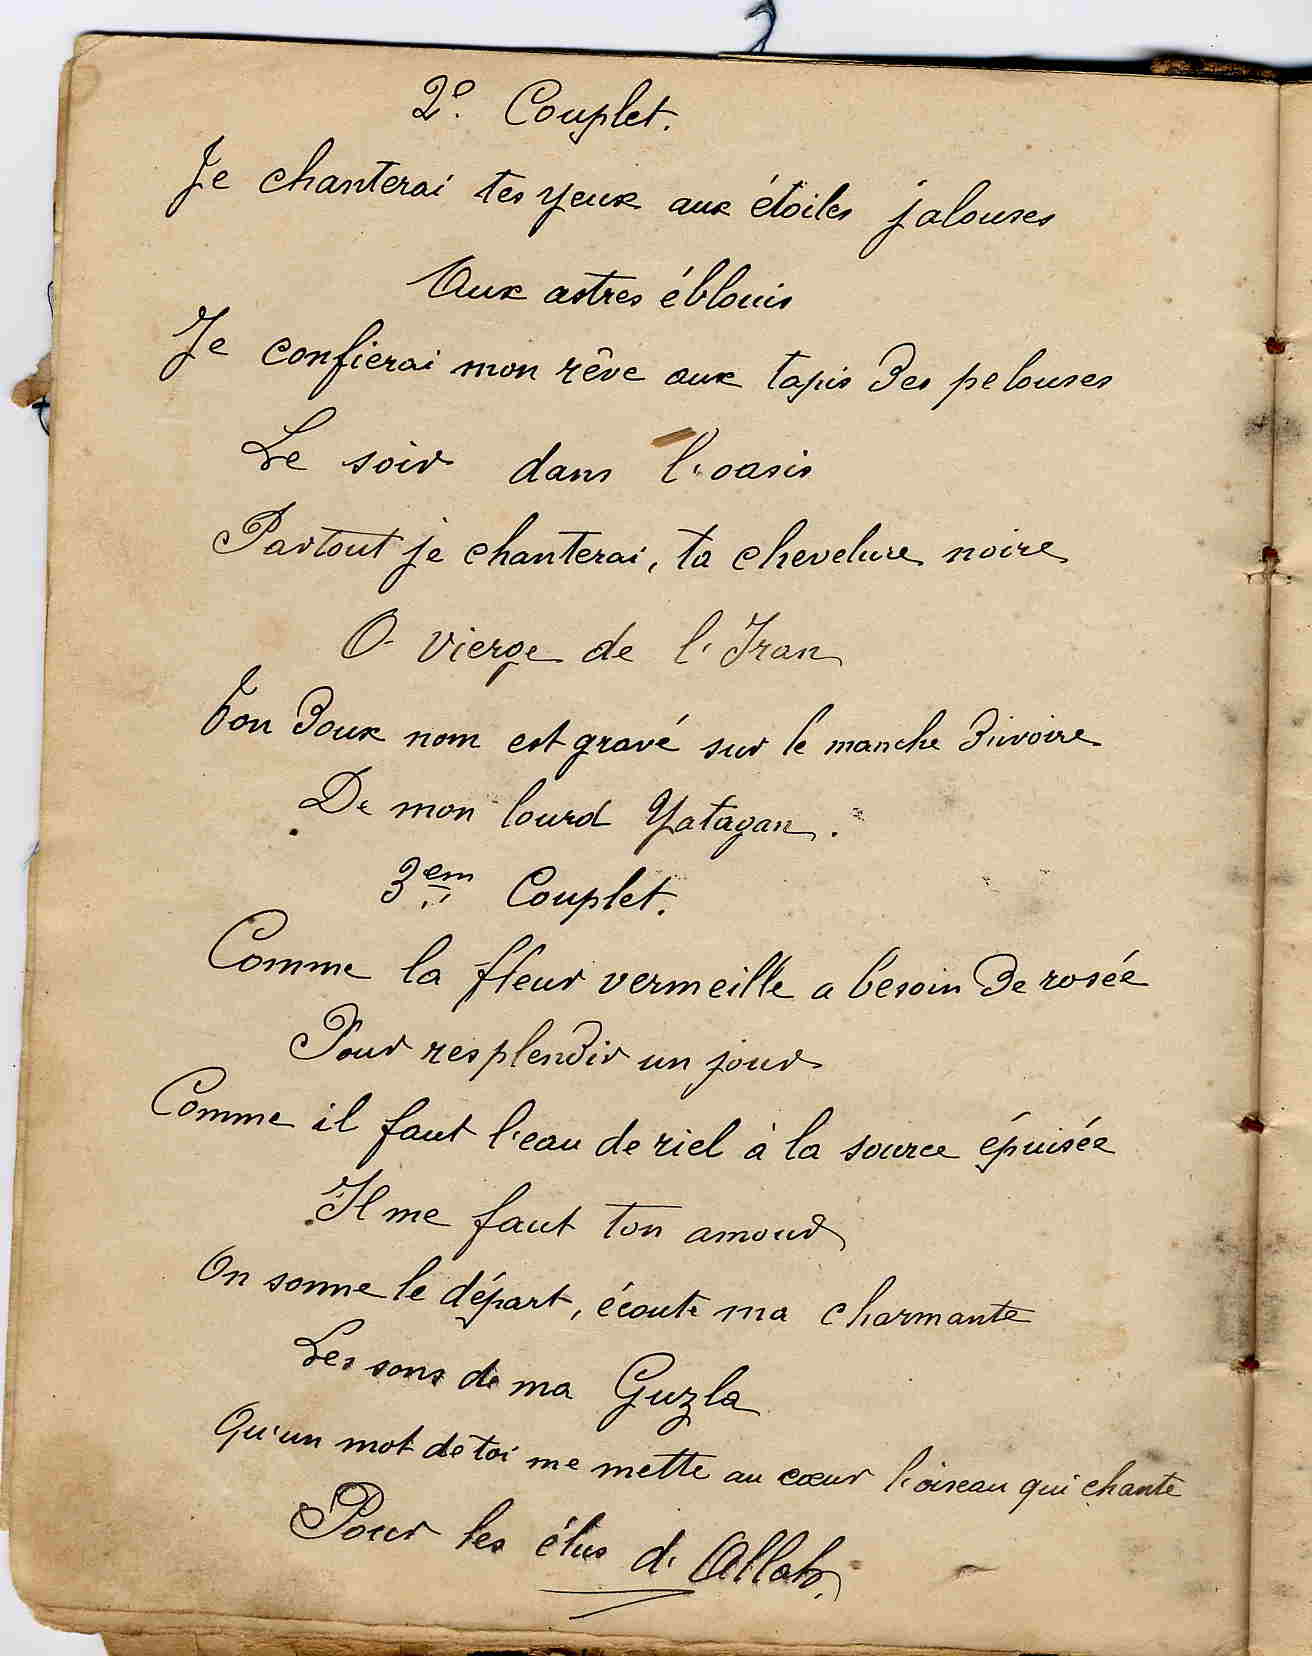 2e. Couplet.
Je chanterai tes yeux aux étoiles jalouses
Aux astres éblouis
Je confierai mon rêve aux tapis des pelouses
Le soir dans l'oasis
Partout je chanterai, ta chevelure noire
O vierge de l'Iran
Ton doux nom est gravé sur le manche d'ivoire
De mon lourd Yatagan.
3em Couplet.
Comme la fleur vermeille a besoin de rosée
Pour resplendir un jour
Comme il faut l'eau de riel à la source épuisée
Il me faut ton amour
On sonne le départ, écoute ma charmante
Les sons de ma Guzla
Qu'un mot de toi me mette au cœur l'oiseau qui chante
Pour les élus d'Allah.